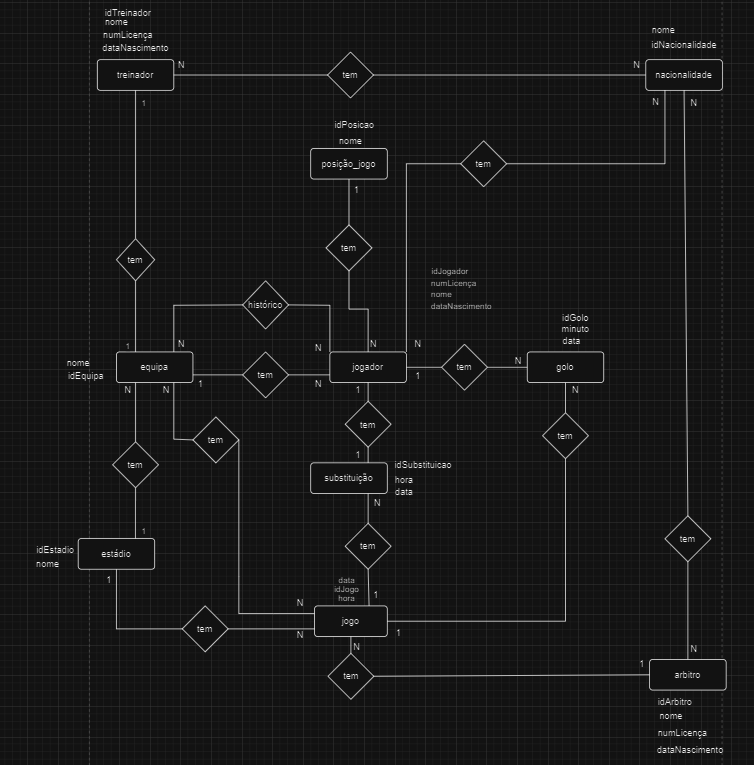 idTreinador
nome
numLicença
dataNascimento
treinador
N
tem
N
nome
idNacionalidade
nacionalidade
1
N
N
idPosicao
nome
posição_jogo
1
tem
tem
tem
idJogador
numLicença
nome
dataNascimento
histórico
idGolo
minuto
data
1
N
N
N
N
nome
idEquipa
equipa
1
tem
N
jogador
1
tem
N
golo
N
N
1
N
tem
tem
tem
tem
1
idSubstituicao
hora
data
substituição
N
1
tem
tem
idEstadio
nome
estádio
1
data
idJogo
hora
1
N
tem
N
jogo
1
N
tem
N
1
arbitro
idArbitro
nome
numLicença
dataNascimento